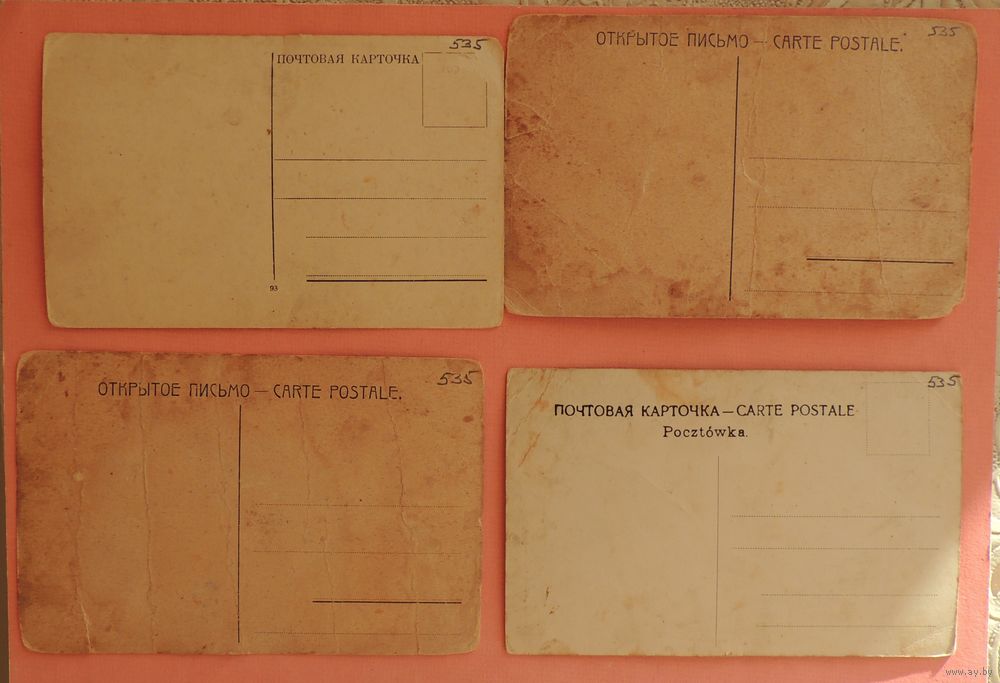 535
ПОЧТОВАЯ КАРТОЧКА
93
535
ОТКРЫТОЕ ПИСЬМО — CARTE POSTALE.
535
ОТКРЫТОЕ ПИСЬМО — CARTE POSTALE.
535
ПОЧТОВАЯ КАРТОЧКА — CARTE POSTALE
Pocztówka.
www.ay.by